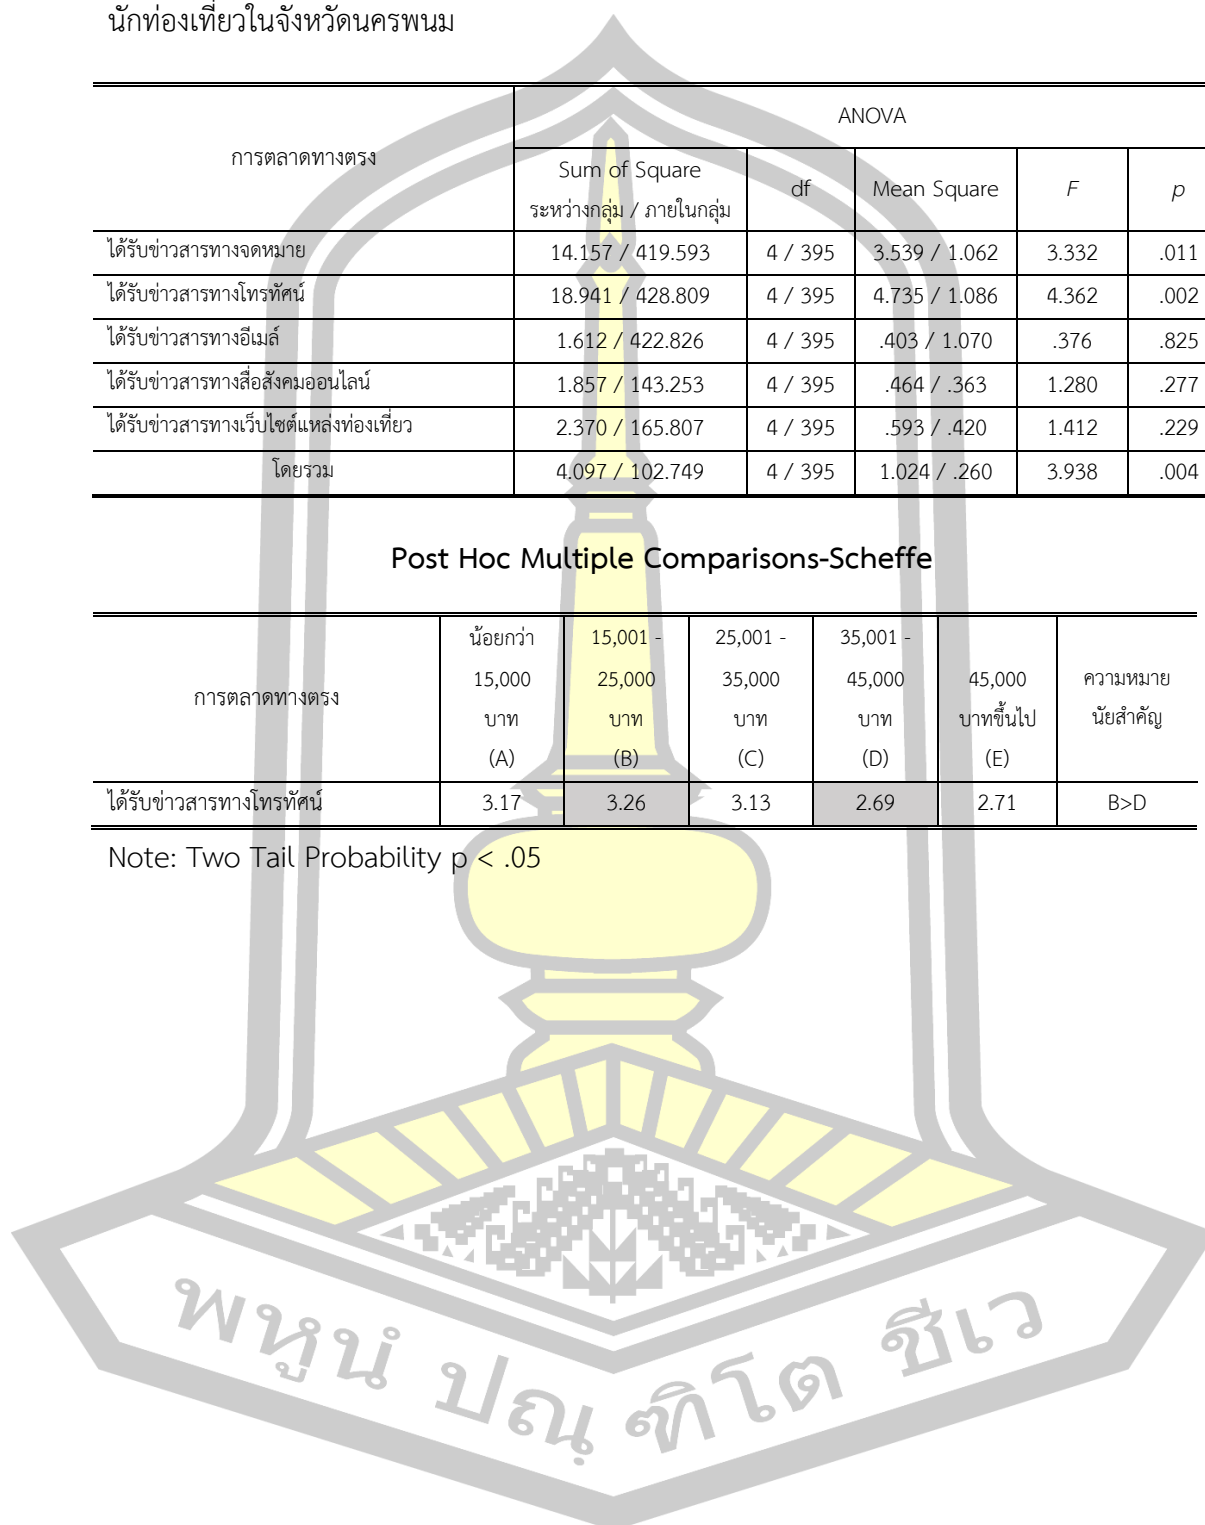 นักท่องเที่ยวในจังหวัดนครพนม
การตลาดทางตรง ANOVA
Sum of Square ระหว่างกลุ่ม / ภายในกลุ่ม df Mean Square F p
ได้รับข่าวสารทางจดหมาย 14.157 / 419.593 4 / 395 3.539 / 1.062 3.332 .011
ได้รับข่าวสารทางโทรทัศน์ 18.941 / 428.809 4 / 395 4.735 / 1.086 4.362 .002
ได้รับข่าวสารทางอีเมล์ 1.612 / 422.826 4 / 395 .403 / 1.070 .376 .825
ได้รับข่าวสารทางสื่อสังคมออนไลน์ 1.857 / 143.253 4 / 395 .464 / .363 1.280 .277
ได้รับข่าวสารทางเว็บไซต์แหล่งท่องเที่ยว 2.370 / 165.807 4 / 395 .593 / .420 1.412 .229
โดยรวม 4.097 / 102.749 4 / 395 1.024 / .260 3.938 .004
Post Hoc Multiple Comparisons-Scheffe
การตลาดทางตรง น้อยกว่า 15,000 บาท (A) 15,001 - 25,000 บาท (B) 25,001 - 35,000 บาท (C) 35,001 - 45,000 บาท (D) 45,000 บาทขึ้นไป (E) ความหมาย นัยสำคัญ
ได้รับข่าวสารทางโทรทัศน์ 3.17 3.26 3.13 2.69 2.71 B>D
Note: Two Tail Probability p < .05
พหูนํ ปณฺฑิโต ชีเว